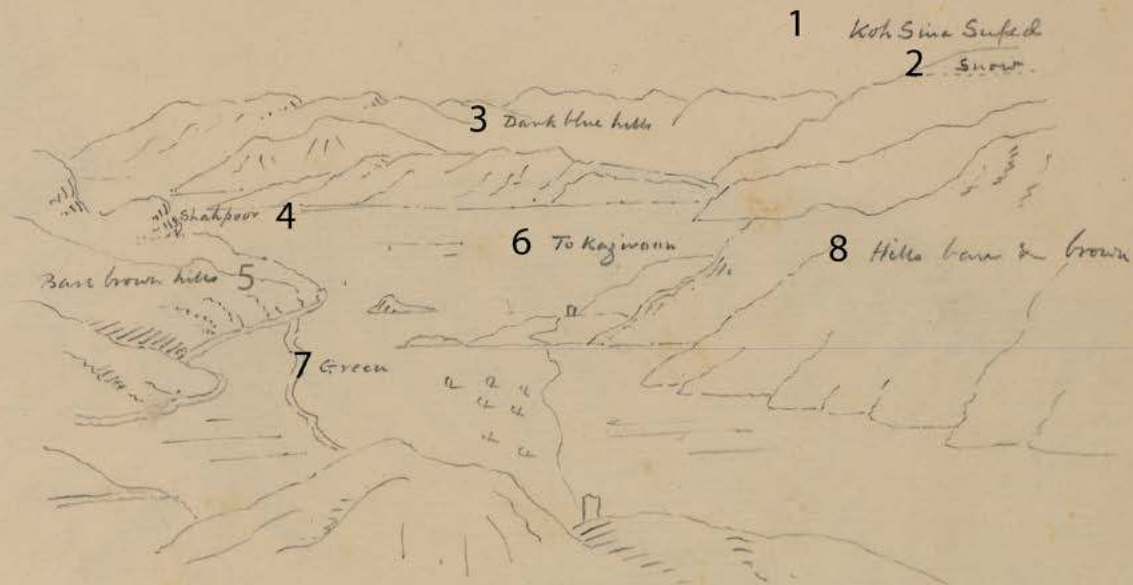 1 Koh Sina Sufed
2 Snow
3 Dark blue hills
Shahpoor 4
6 To Kaziroon
8 Hills bare & brown
Bare brown hills 5
7 Green